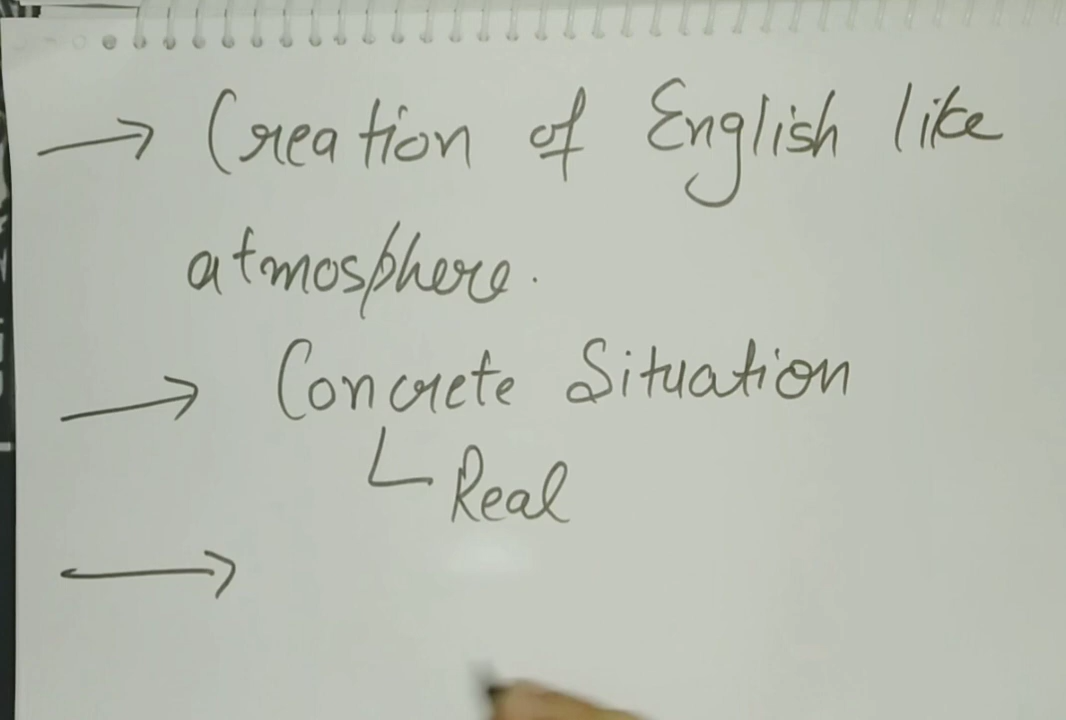 → Creation of English like
atmosphere.
→ Concrete Situation
Real
→